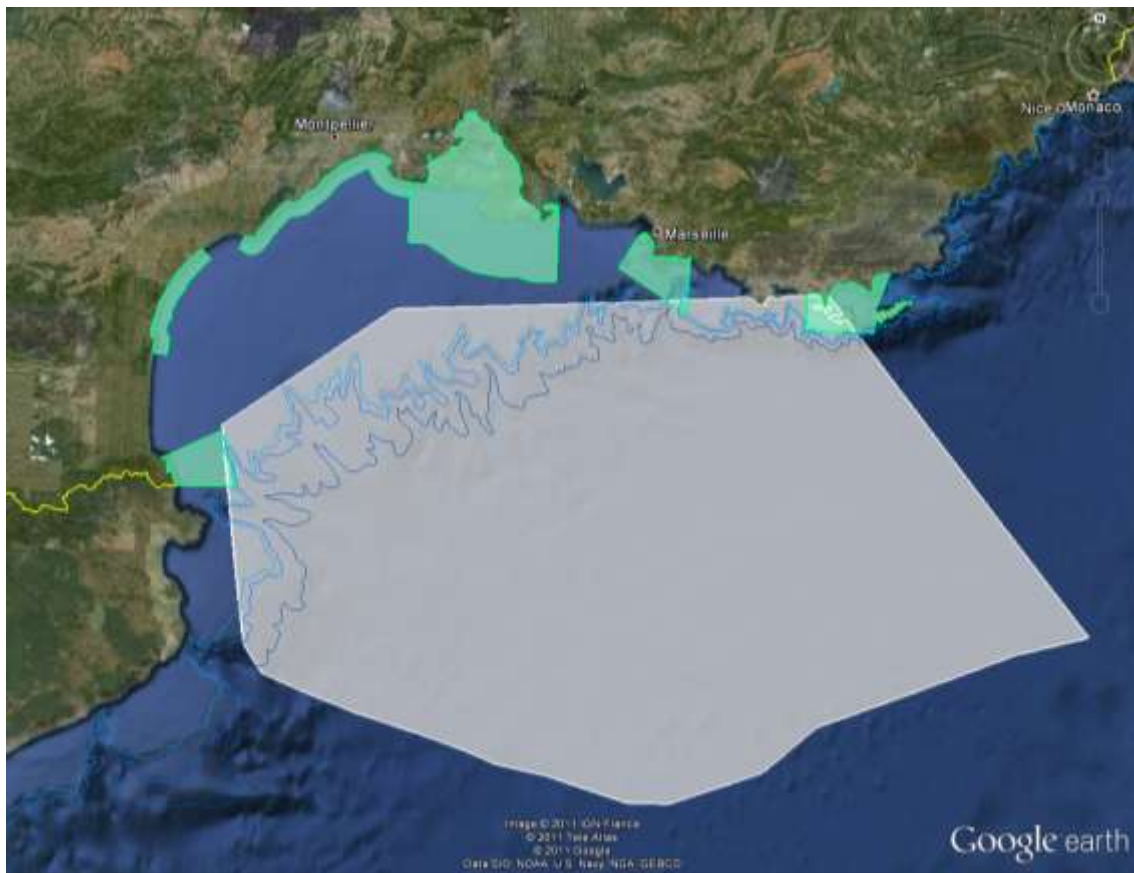 N
Nice
Monaco
Montpellier
Marseille
Image © 2011 IGN France
© 2011 Tele Atlas
© 2011 Google
Data SIO, NOAA, U.S. Navy, NGA, GEBCO
Google earth